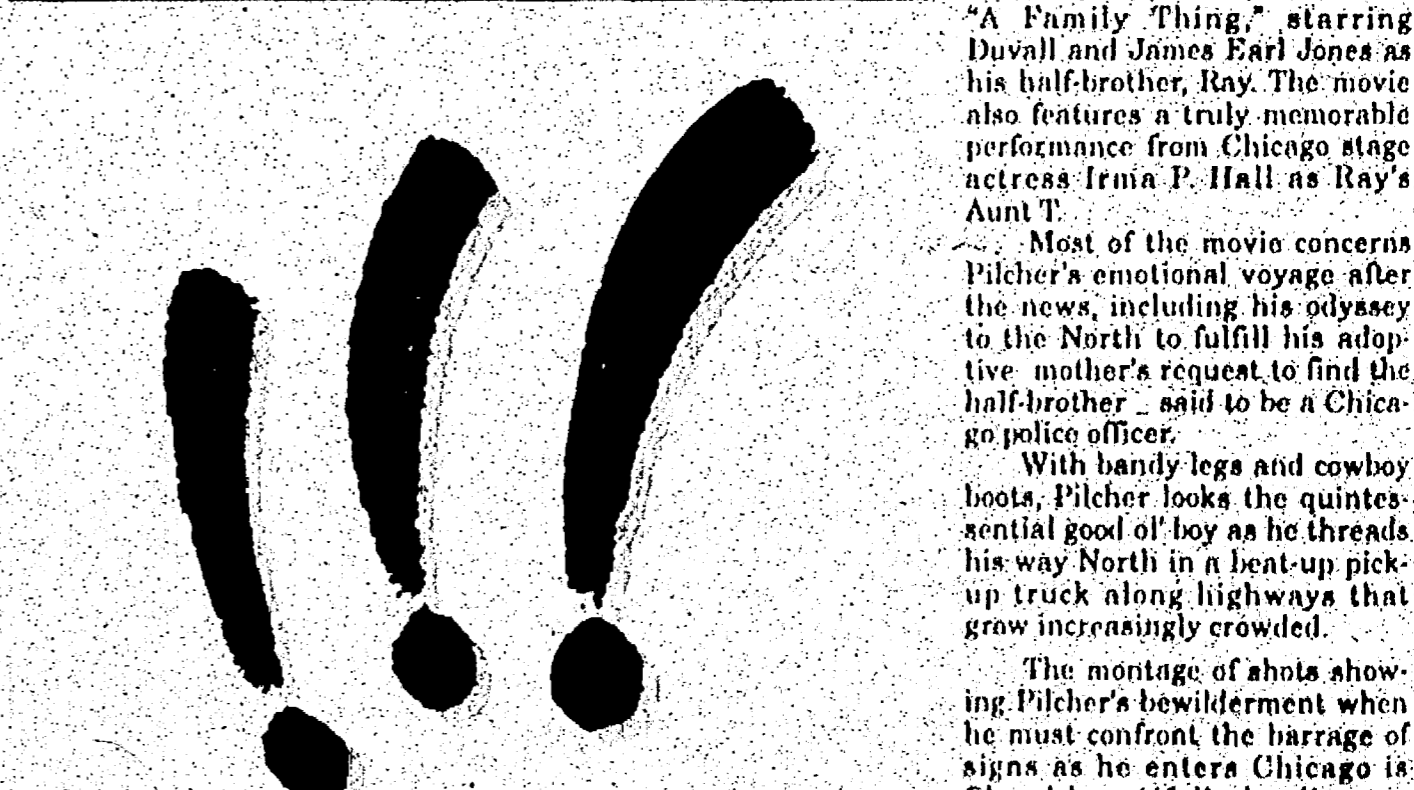 !!!
"A Family Thing," starring
Duvall and James Earl Jones as
his half-brother, Ray. The movie
also features a truly memorable
performance from Chicago stage
actress Irma P. Hall as Ray's
Aunt T.
Most of the movie concerns
Pilcher's emotional voyage after
the news, including his odyssey
to the North to fulfill his adop-
tive mother's request to find the
half-brother _ said to be a Chica-
go police officer.
With bandy legs and cowboy
boots, Pilcher looks the quintes-
sential good ol' boy as he threads
his way North in a beat-up pick-
up truck along highways that
grow increasingly crowded.
The montage of shots show-
ing Pilcher's bewilderment when
he must confront the barrage of
signs as he enters Chicago is